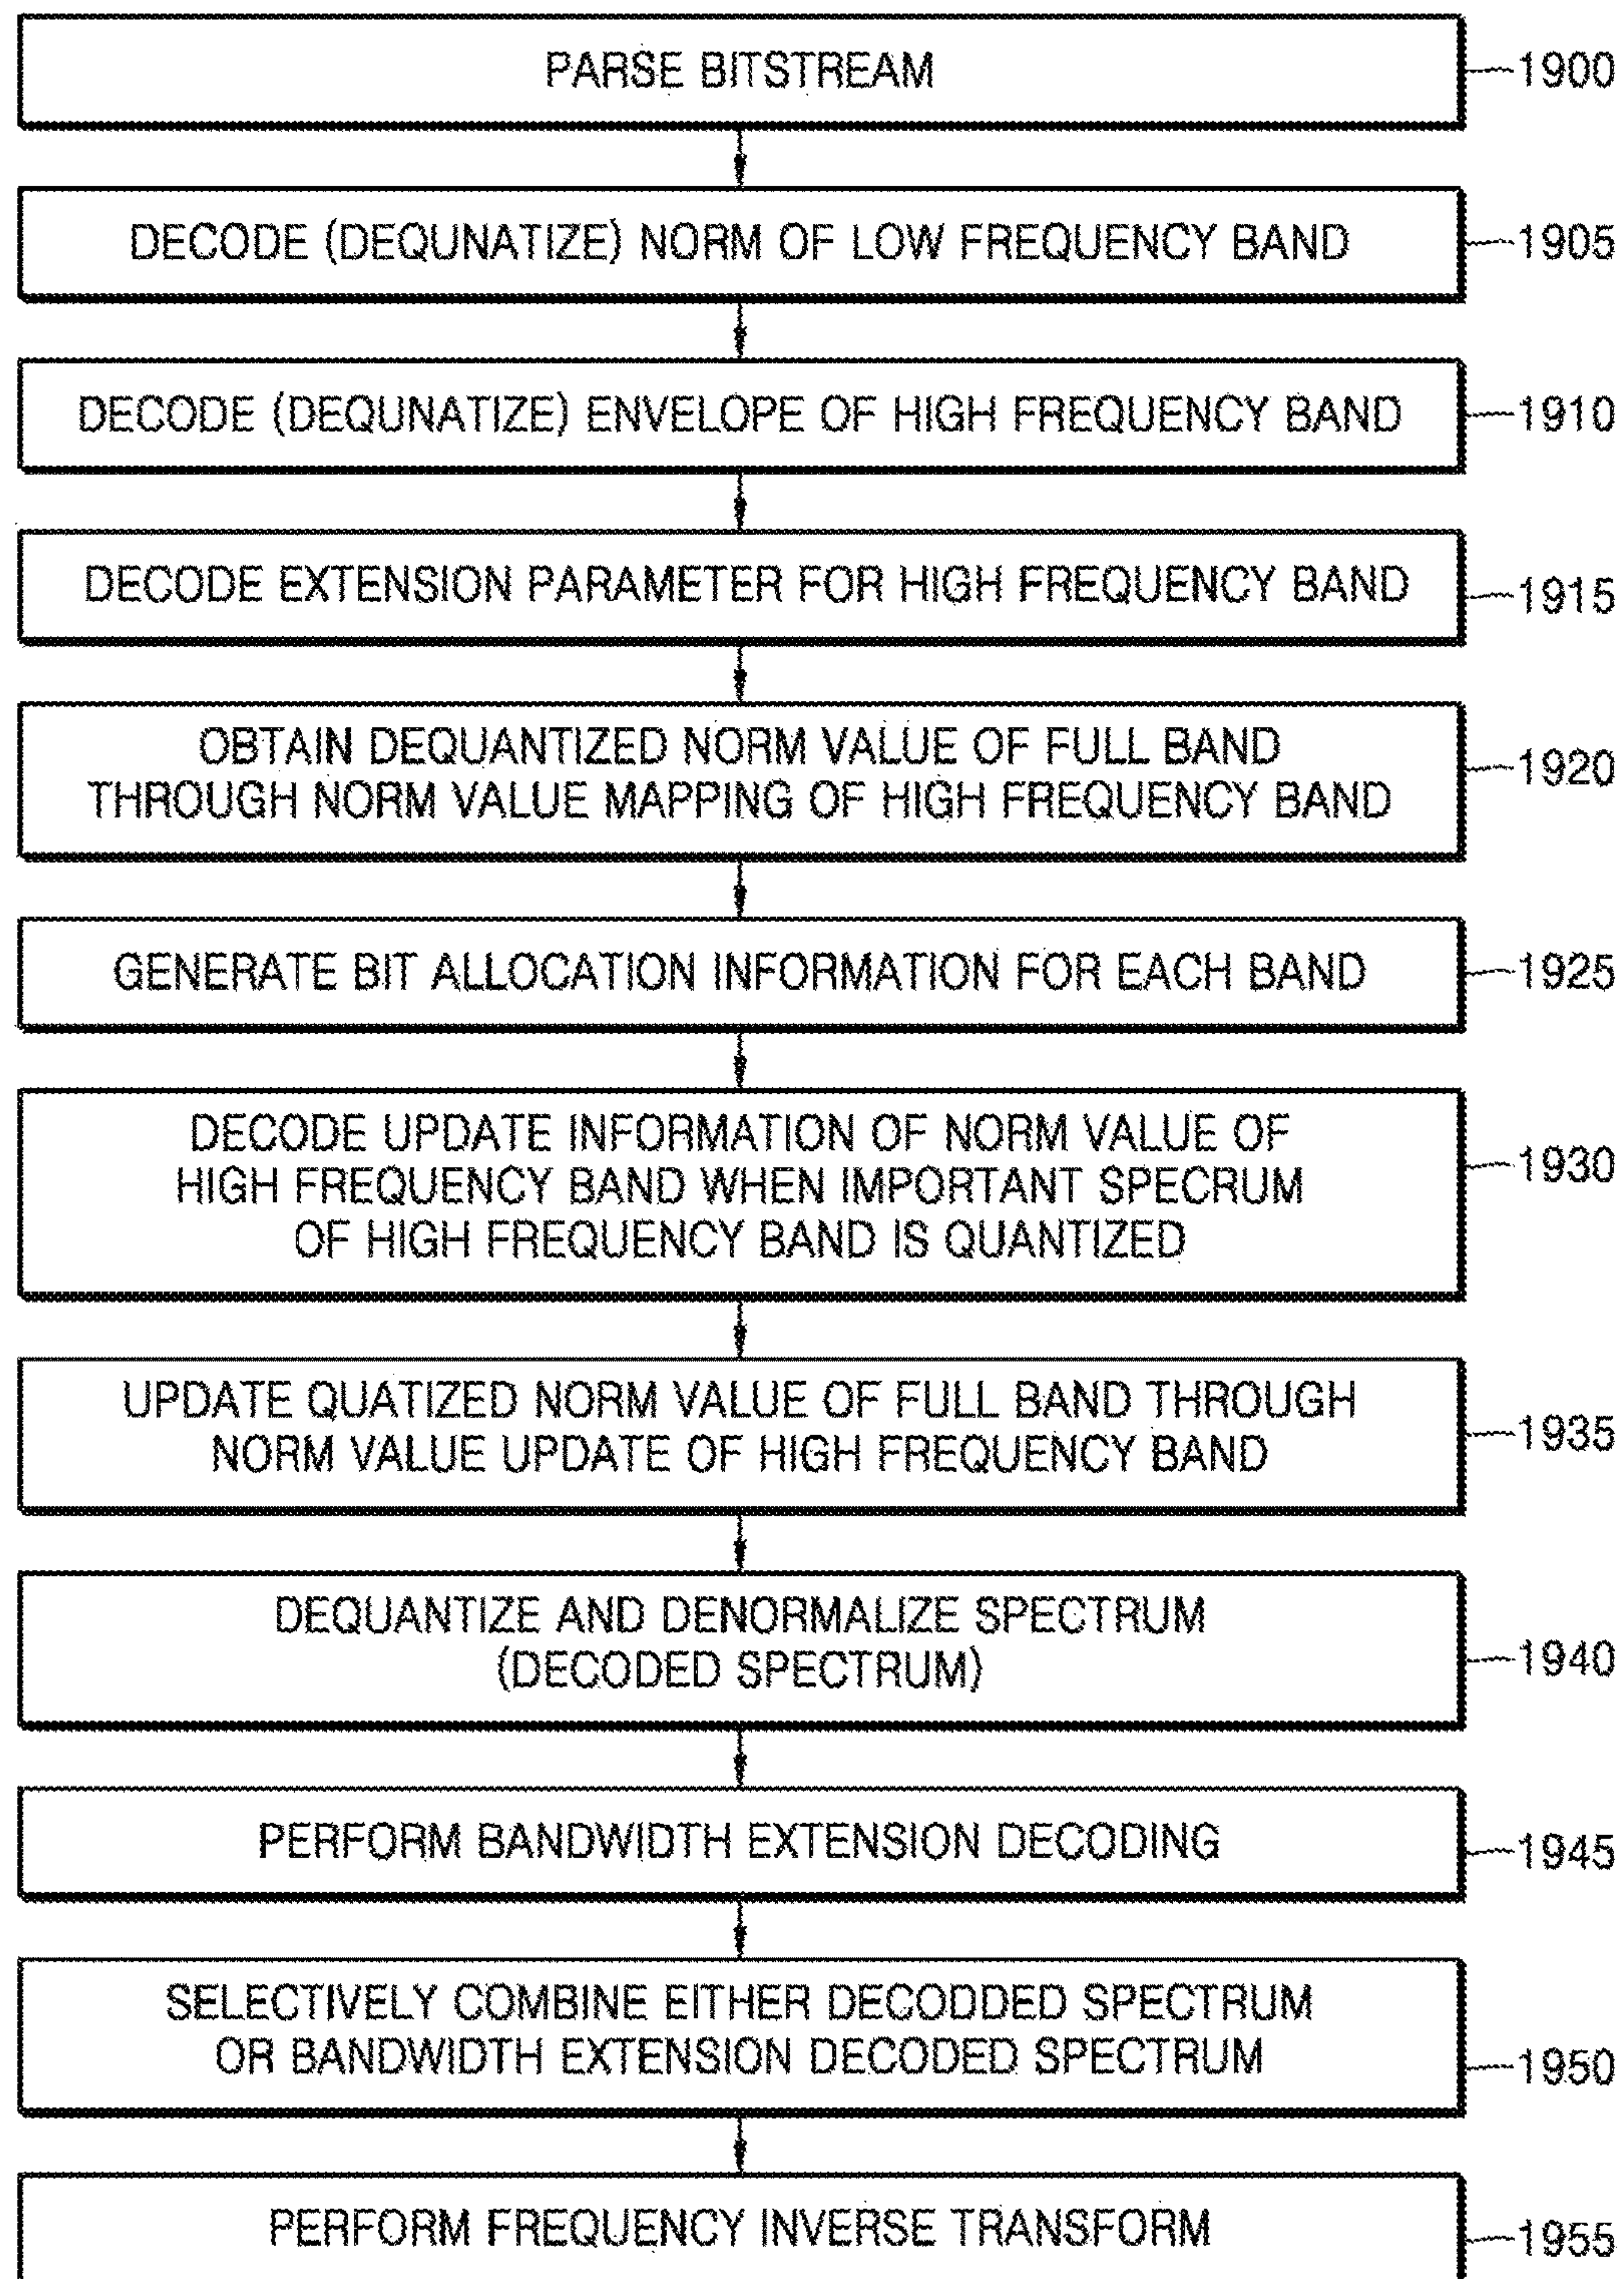 PARSE BITSTREAM
1900
DECODE (DEQUNATIZE) NORM OF LOW FREQUENCY BAND
1905
DECODE (DEQUNATIZE) ENVELOPE OF HIGH FREQUENCY BAND
1910
DECODE EXTENSION PARAMETER FOR HIGH FREQUENCY BAND
1915
OBTAIN DEQUANTIZED NORM VALUE OF FULL BAND
THROUGH NORM VALUE MAPPING OF HIGH FREQUENCY BAND
1920
GENERATE BIT ALLOCATION INFORMATION FOR EACH BAND
1925
DECODE UPDATE INFORMATION OF NORM VALUE OF
HIGH FREQUENCY BAND WHEN IMPORTANT SPECRUM
OF HIGH FREQUENCY BAND IS QUANTIZED
1930
UPDATE QUATIZED NORM VALUE OF FULL BAND THROUGH
NORM VALUE UPDATE OF HIGH FREQUENCY BAND
1935
DEQUANTIZE AND DENORMALIZE SPECTRUM
(DECODED SPECTRUM)
1940
PERFORM BANDWIDTH EXTENSION DECODING
1945
SELECTIVELY COMBINE EITHER DECODDED SPECTRUM
OR BANDWIDTH EXTENSION DECODED SPECTRUM
1950
PERFORM FREQUENCY INVERSE TRANSFORM
1955